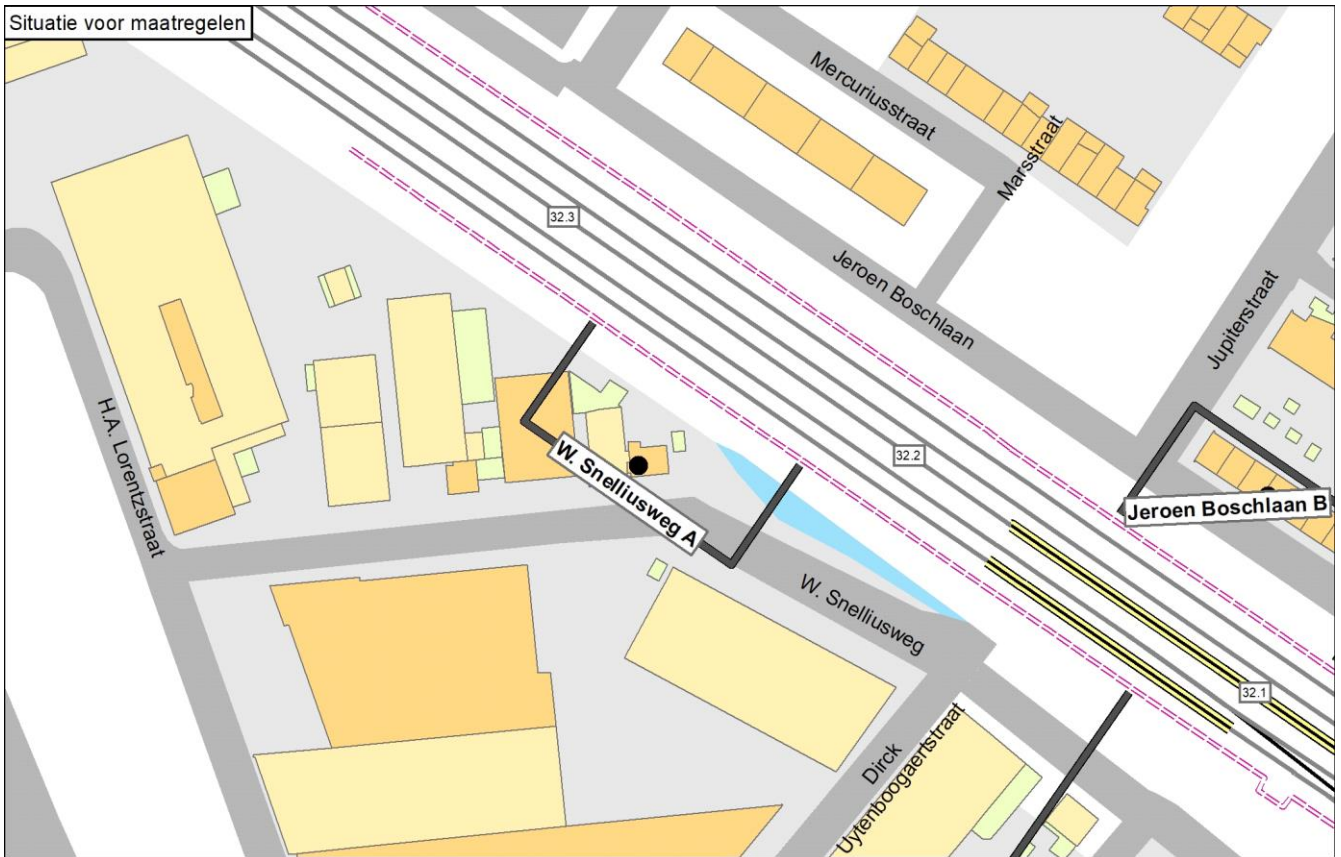 Situatie voor maatregelen
Mercuriusstraat
Marsstraat
32.3
Jeroen Boschlaan
Jupiterstraat
H.A. Lorentzstraat
W. Snelliusweg A
32.2
Jeroen Boschlaan B
W. Snelliusweg
32.1
Dirck
Uytenboogaertstraat